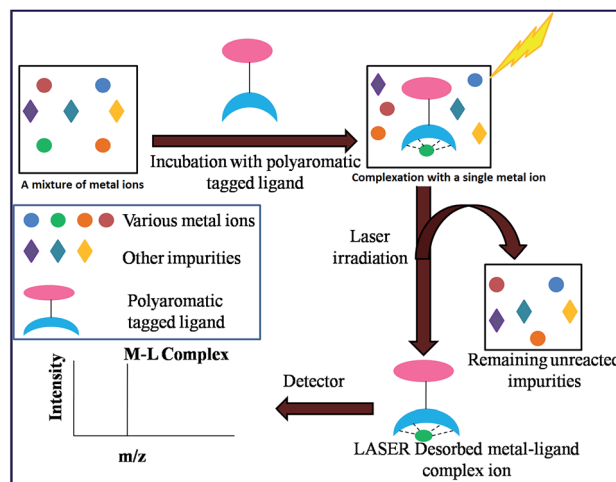 A mixture of metal ions
Incubation with polyaromatic
tagged ligand
Complexation with a single metal ion
Various metal ions
Other impurities
Polyaromatic
tagged ligand
Laser
irradiation
Remaining unreacted
impurities
M-L Complex
Intensity
m/z
Detector
LASER Desorbed metal-ligand
complex ion